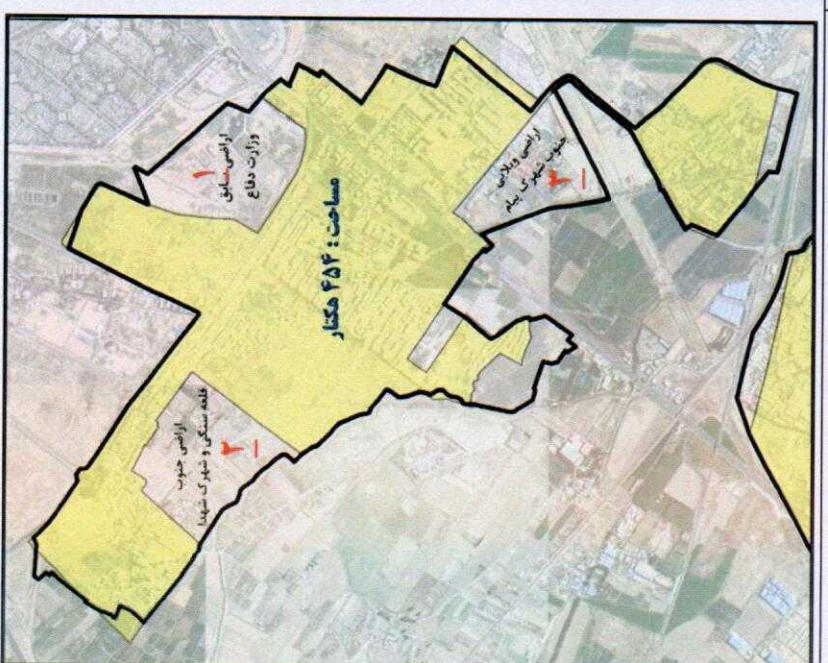 ۱
اراضی سابق
وزارت دفاع
مساحت : ۴۵۴ هکتار
۲
اراضی جنوب
قلعه سنگی و شهرک شهدا
۳
اراضی ویلایی
جنوب شهرک پیام